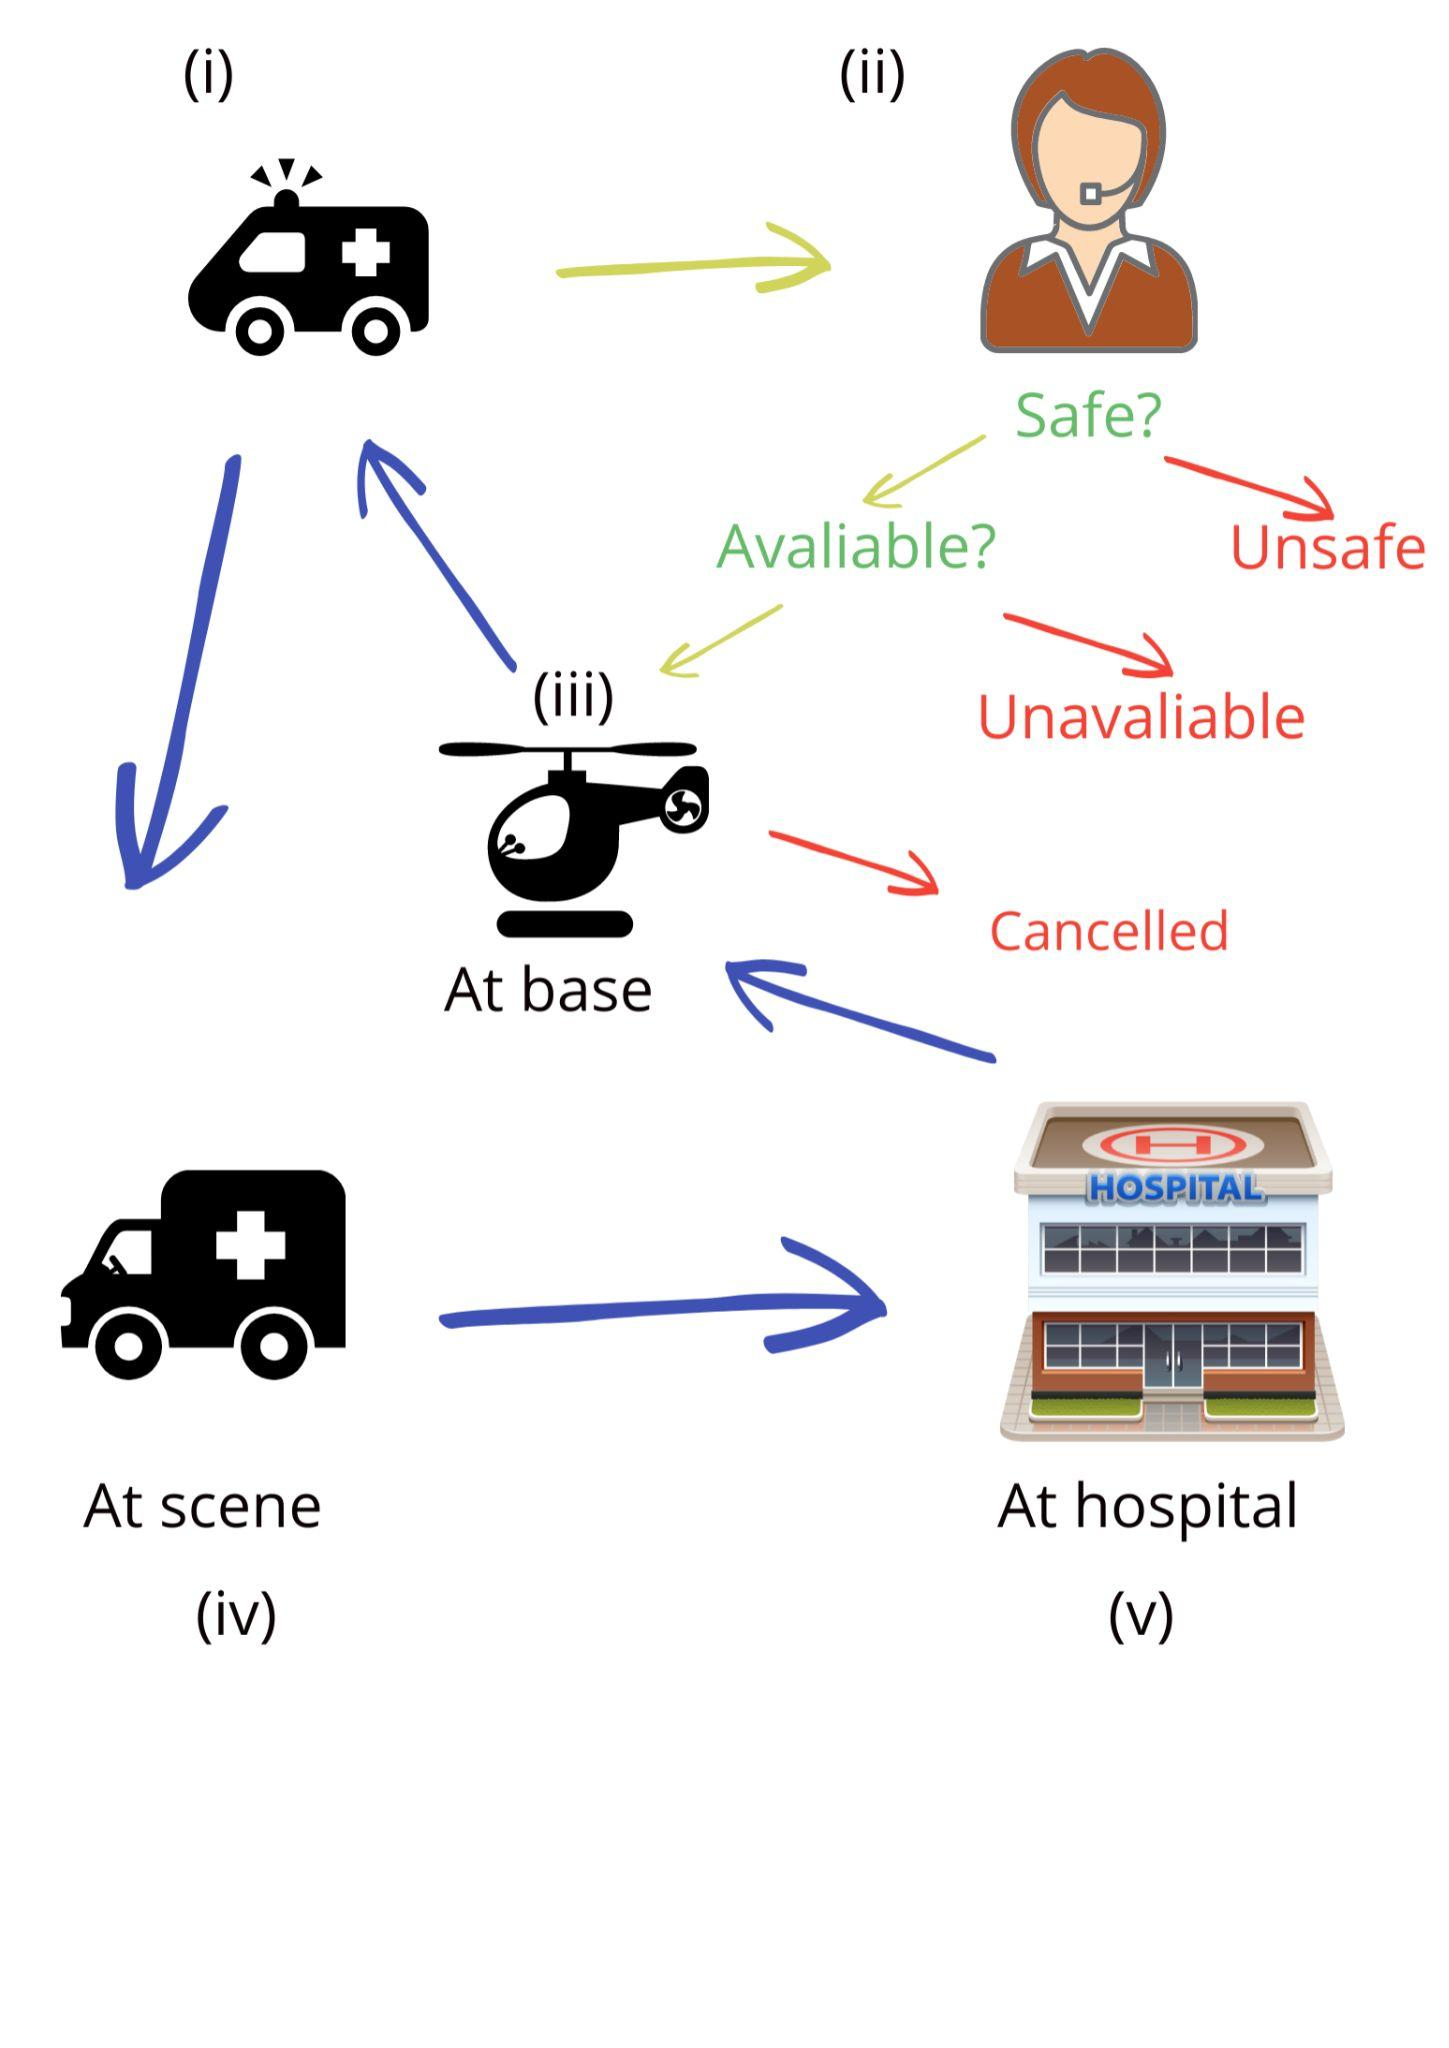 (i)
(ii)
Safe?
Avaliable?
Unsafe
(iii)
Unavaliable
Cancelled
At base
HOSPITAL
At scene
At hospital
(iv)
(v)